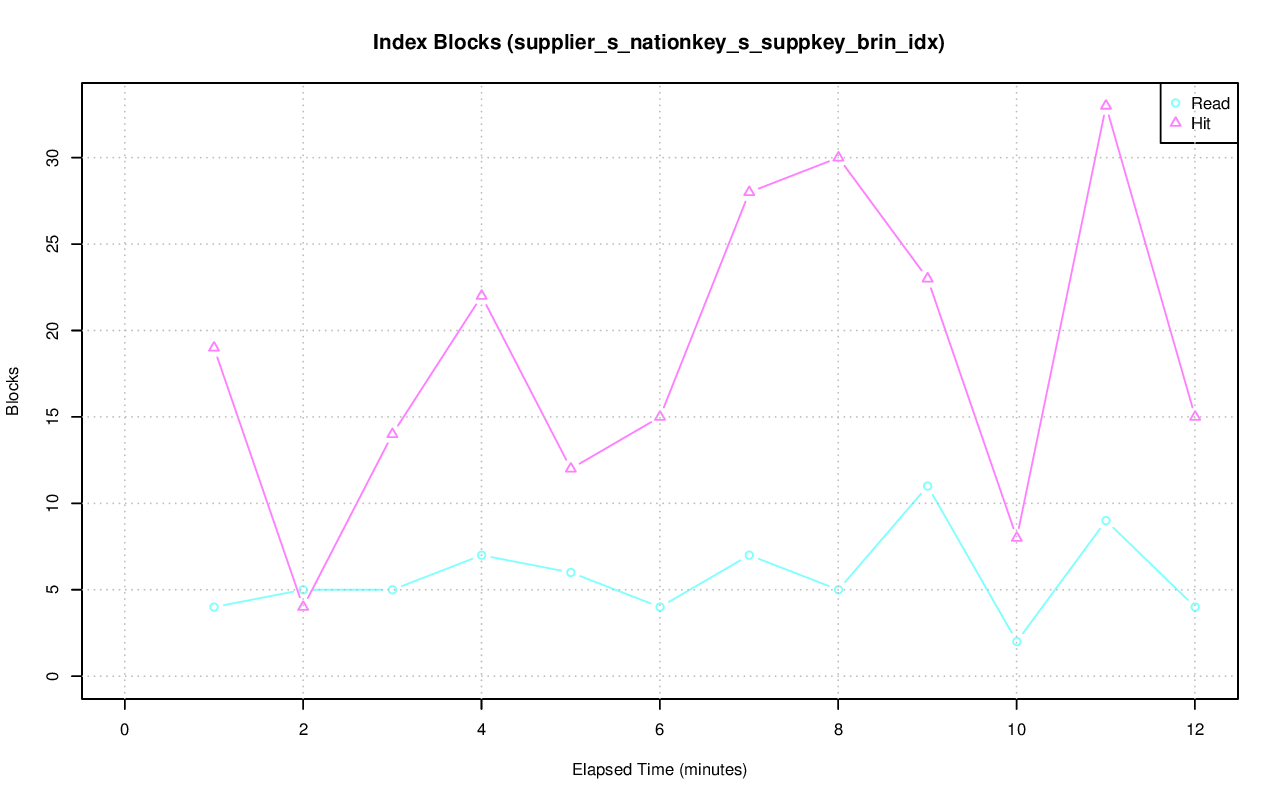 Index Blocks (supplier_s_nationkey_s_suppkey_brin_idx)
Read
Hit
Blocks
30
25
20
15
10
5
0
0 2 4 6 8 10 12
Elapsed Time (minutes)